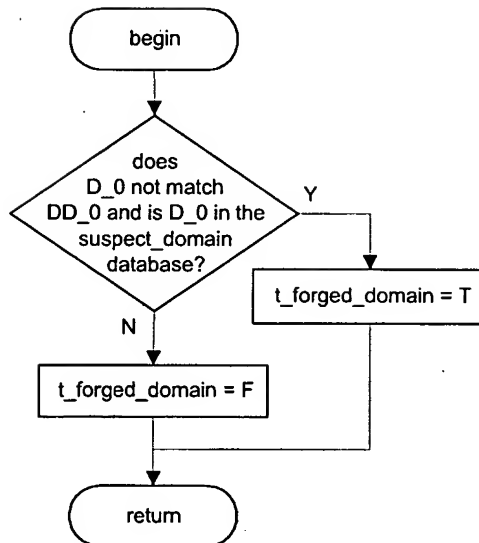 begin
does
D_0 not match
DD_0 and is D_0 in the
suspect_domain
database?
Y
t_forged_domain = T
N
t_forged_domain = F
return